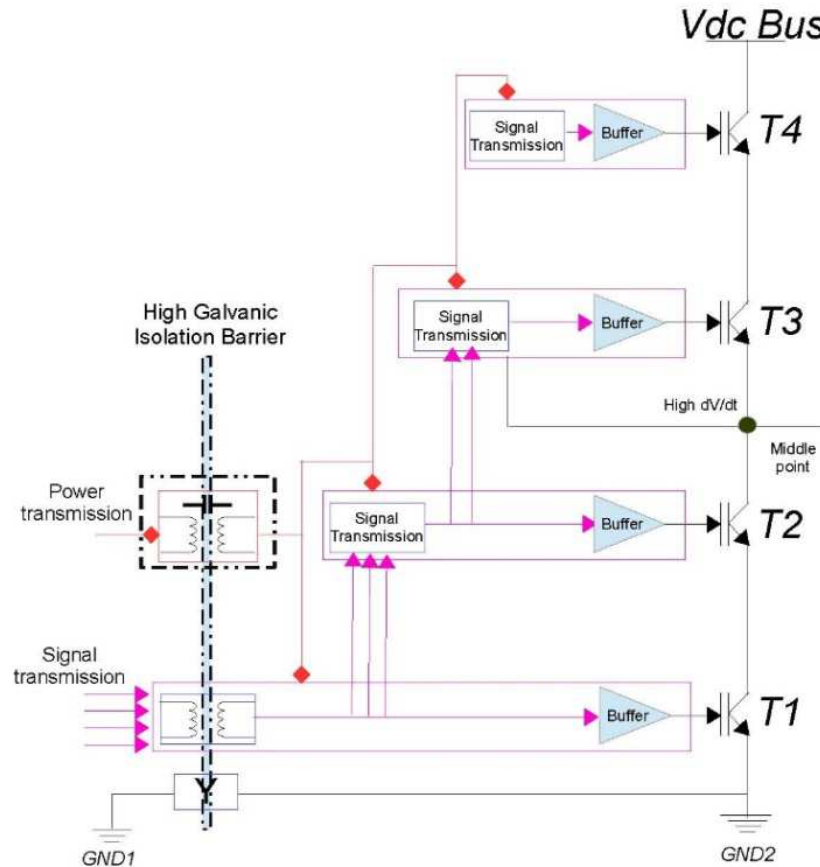 Vdc Bus
Signal
Transmission
Buffer
T4
High Galvanic
Isolation Barrier
Signal
Transmission
Buffer
T3
High dV/dt
Middle
point
Power
transmission
Signal
Transmission
Buffer
T2
Signal
transmission
Buffer
T1
Y
GND1
GND2